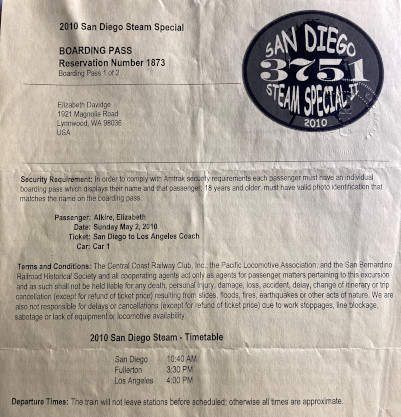 2010 San Diego Steam Special
BOARDING PASS
Reservation Number 1873
Boarding Pass 1 of 2
SAN DIEGO
3751
STEAM SPECIAL II
2010
Elizabeth Davidge
1921 Magnolia Road
Lynnwood, WA 98036
USA
Security Requirement: In order to comply with Amtrak security requirements each passenger must have an individual
boarding pass which displays their name and that passenger, 18 years and older, must have valid photo identification that
matches the name on the boarding pass.
Passenger: Alkire, Elizabeth
Date: Sunday May 2, 2010
Ticket: San Diego to Los Angeles Coach
Car: Car 1
Terms and Conditions: The Central Coast Railway Club, Inc., the Pacific Locomotive Association, and the San Bernardino
Railroad Historical Society and all cooperating agents act only as agents for passenger matters pertaining to this excursion
and as such shall not be held liable for any death, personal injury, damage, loss, accident, delay, change of itinerary or trip
cancellation (except for refund of ticket price) resulting from slides, floods, fires, earthquakes or other acts of nature. We are
also not responsible for delays or cancellations (except for refund of ticket price) due to work stoppages, line blockage,
sabotage or lack of equipment or locomotive availability.
2010 San Diego Steam - Timetable
San Diego 10:40 AM
Fullerton 3:30 PM
Los Angeles 4:00 PM
Departure Times: The train will not leave stations before scheduled; otherwise all times are approximate.